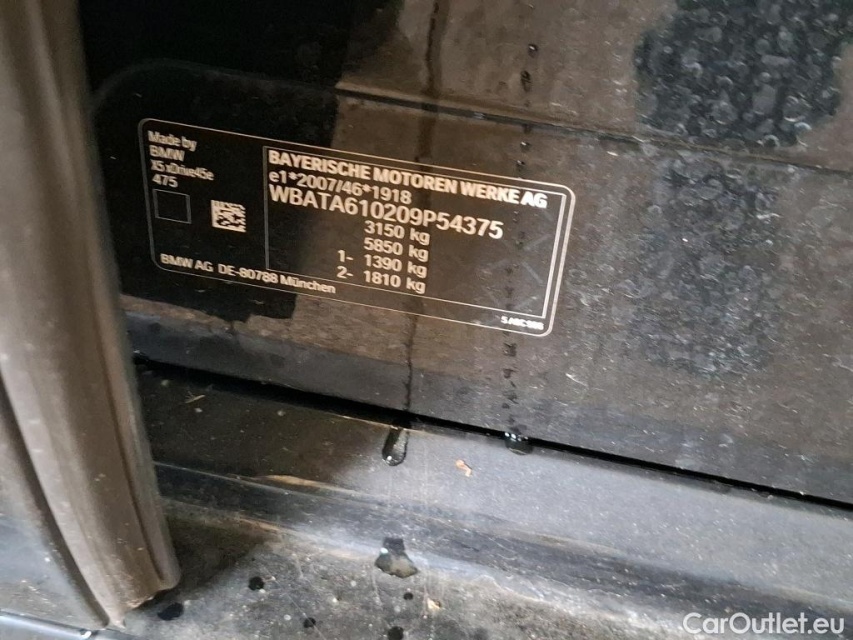 Made by
BMW
X5 xDrive45e
475
BAYERISCHE MOTOREN WERKE AG
e1*2007/46*1918
WBATA610209P54375
3150 kg
5850 kg
1- 1390 kg
2- 1810 kg
BMW AG DE-80788 München
CarOutlet.eu